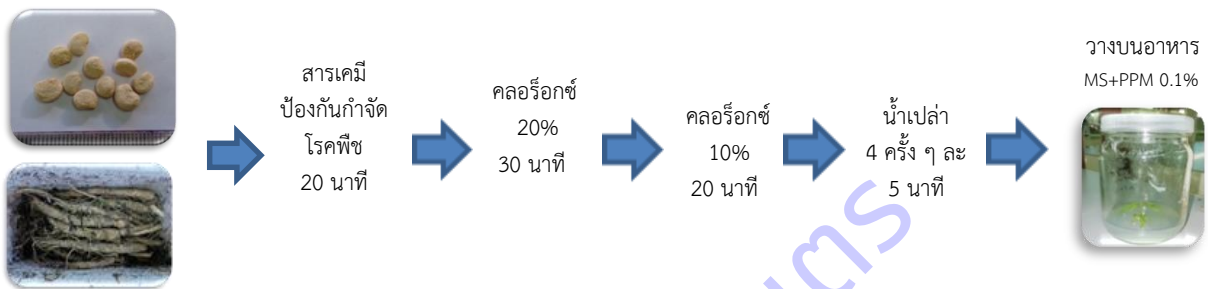 สารเคมี
ป้องกันกำจัด
โรคพืช
20 นาที
คลอร็อกซ์
20%
30 นาที
คลอร็อกซ์
10%
20 นาที
น้ำเปล่า
4 ครั้ง ๆ ละ
5 นาที
วางบนอาหาร
MS+PPM 0.1%